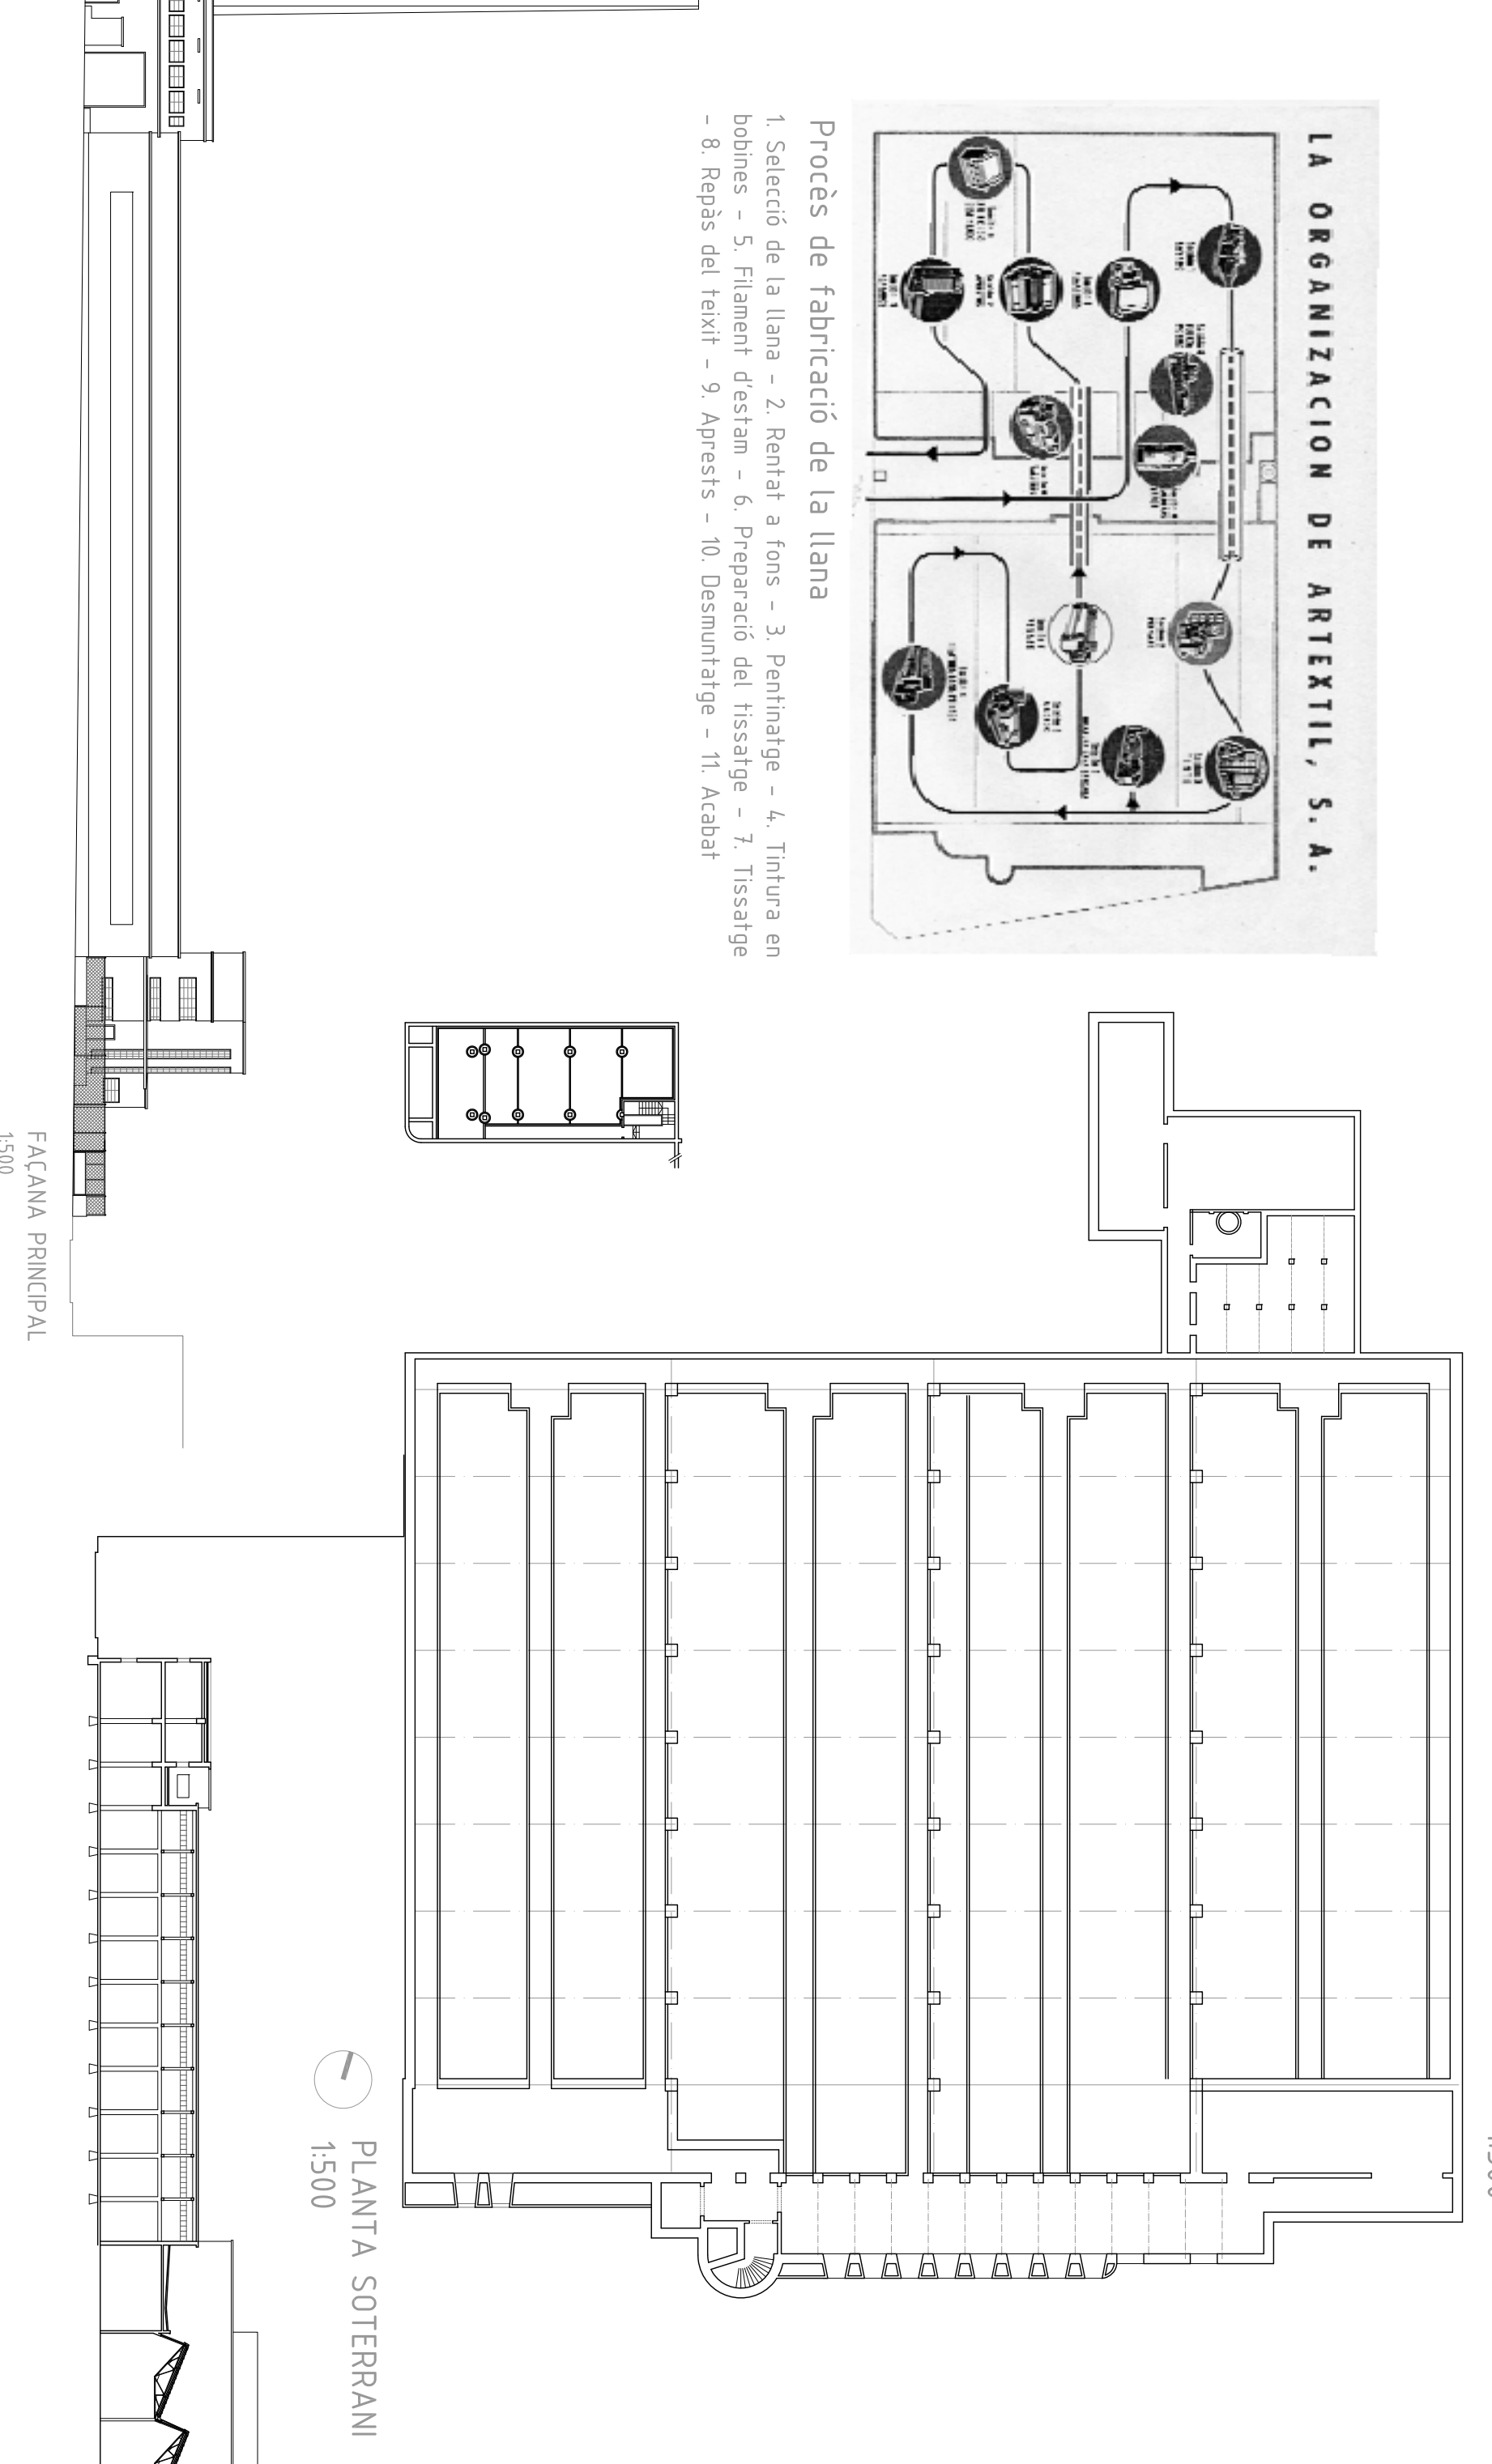 LA ORGANIZACION DE ARTEXTIL, S. A.
Procès de fabricació de la llana
1. Selecció de la llana – 2. Rentat a fons – 3. Pentinatge – 4. Tintura en
bobines – 5. Filament d'estam – 6. Preparació del tissatge – 7. Tissatge
– 8. Repàs del teixit – 9. Aprests – 10. Desmuntatge – 11. Acabat
FAÇANA PRINCIPAL
1:500
PLANTA SOTERRANI
1:500